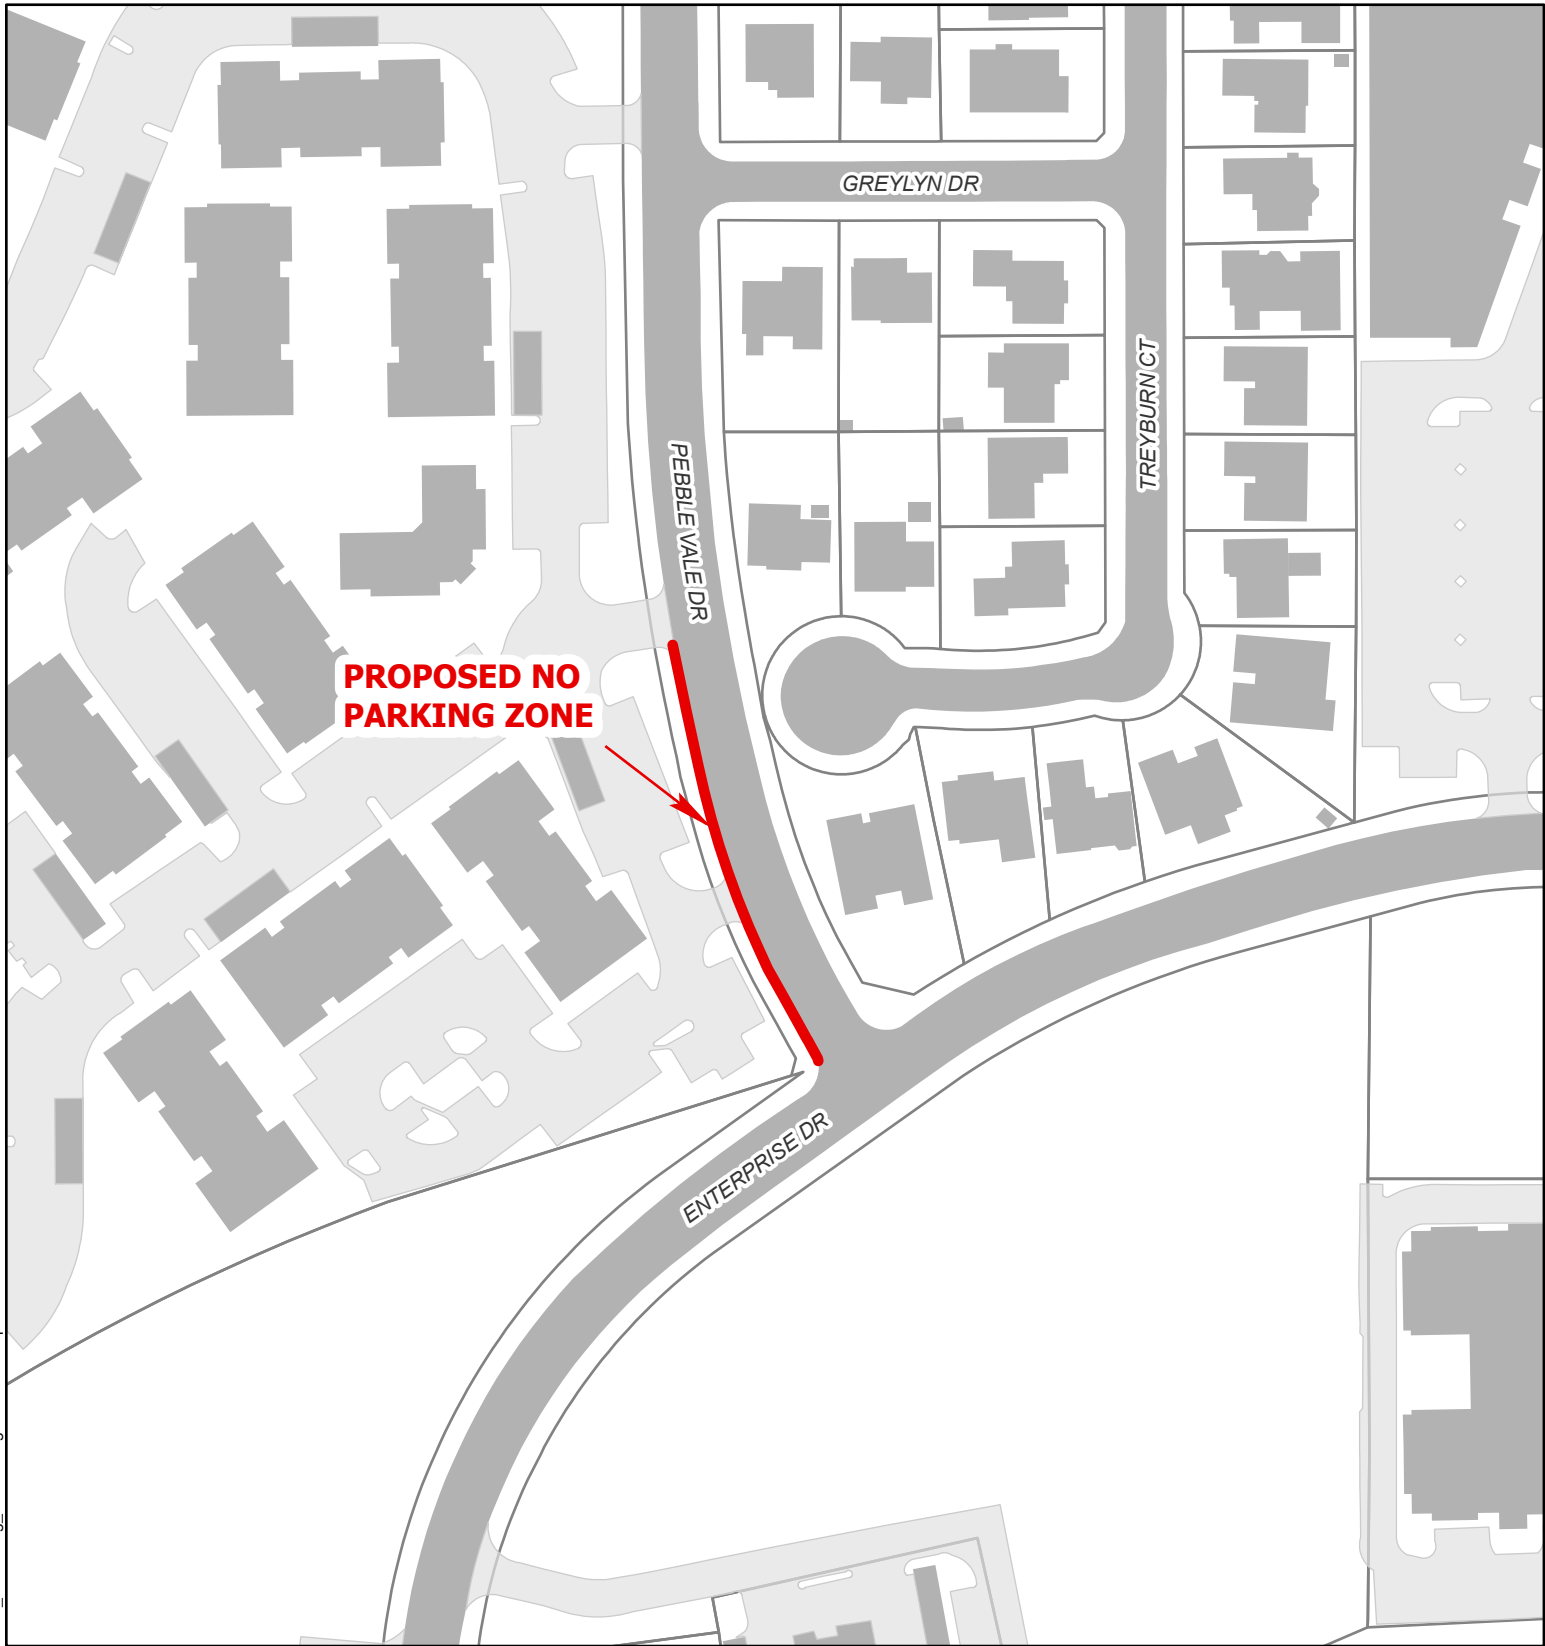 GREYLYN DR
TREYBURN CT
PEBBLE VALE DR
PROPOSED NO
PARKING ZONE
ENTERPRISE DR